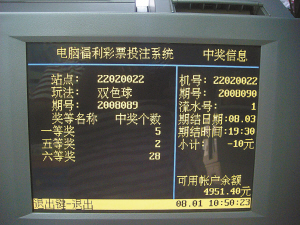 电脑福利彩票投注系统 中奖信息
站点: 22020022 机号: 22020022
玩法: 双色球 期号: 2008090
期号: 2008089 流水号: 1
奖等名称 中奖个数 期结日期: 08.03
一等奖 5 期结时间: 19:30
五等奖 2 小计: -10元
六等奖 28
可用帐户余额
4951.40元
退出键-退出 08.01 10:50:23